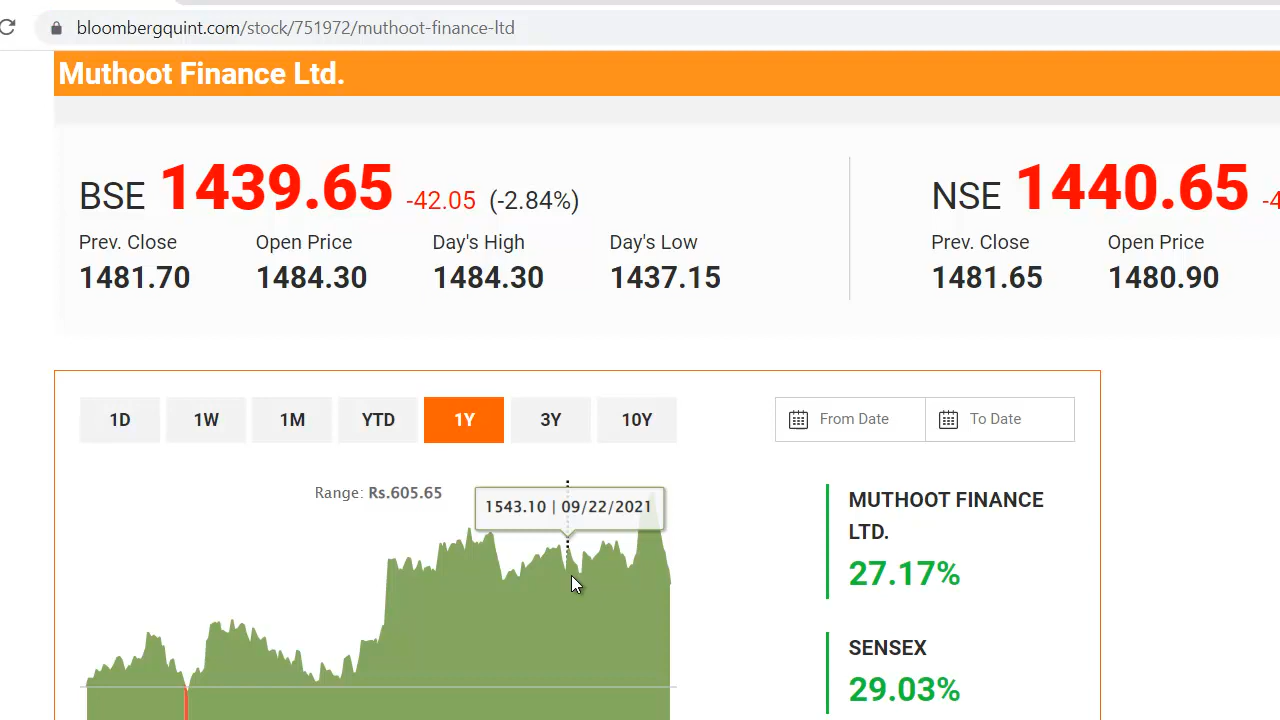 bloombergquint.com/stock/751972/muthoot-finance-ltd
Muthoot Finance Ltd.
BSE 1439.65 -42.05 (-2.84%)
Prev. Close Open Price Day's High Day's Low
1481.70 1484.30 1484.30 1437.15
NSE 1440.65 -4
Prev. Close Open Price
1481.65 1480.90
1D 1W 1M YTD 1Y 3Y 10Y
From Date To Date
Range: Rs.605.65
1543.10 | 09/22/2021
MUTHOOT FINANCE
LTD.
27.17%
SENSEX
29.03%